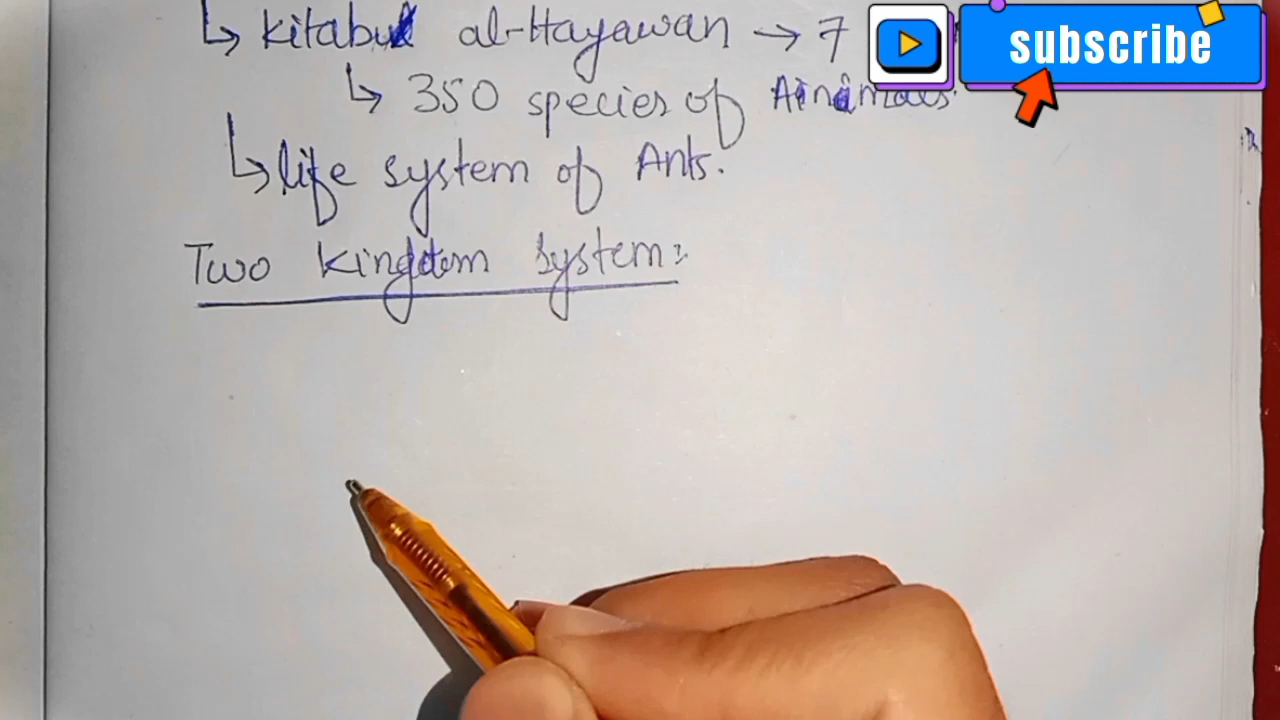 ↳ Kitabul al-Hayawan → 7
subscribe
↳ 350 species of Animals.
↳ life system of Ants.
Two Kingdom system: